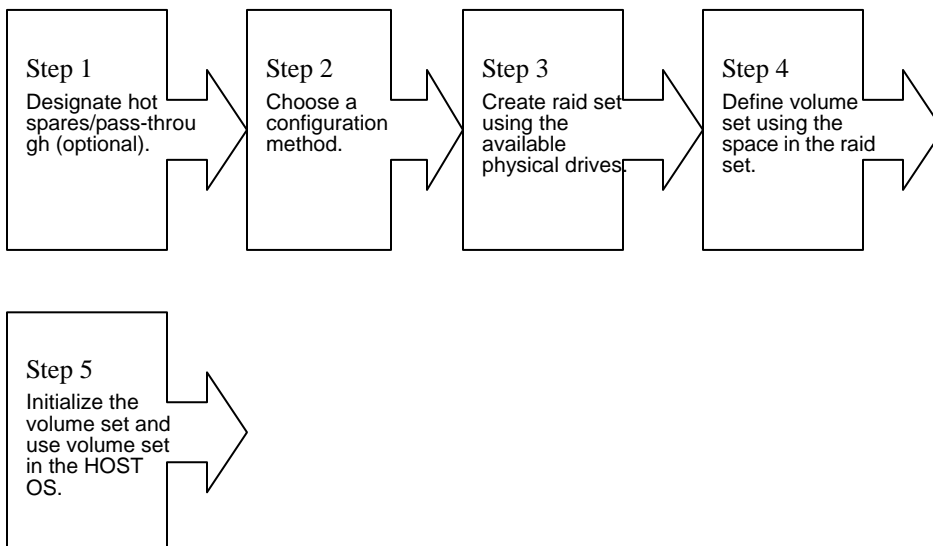 Step 1
Designate hot
spares/pass-throu
gh (optional).
Step 2
Choose a
configuration
method.
Step 3
Create raid set
using the
available
physical drives.
Step 4
Define volume
set using the
space in the raid
set.
Step 5
Initialize the
volume set and
use volume set
in the HOST
OS.